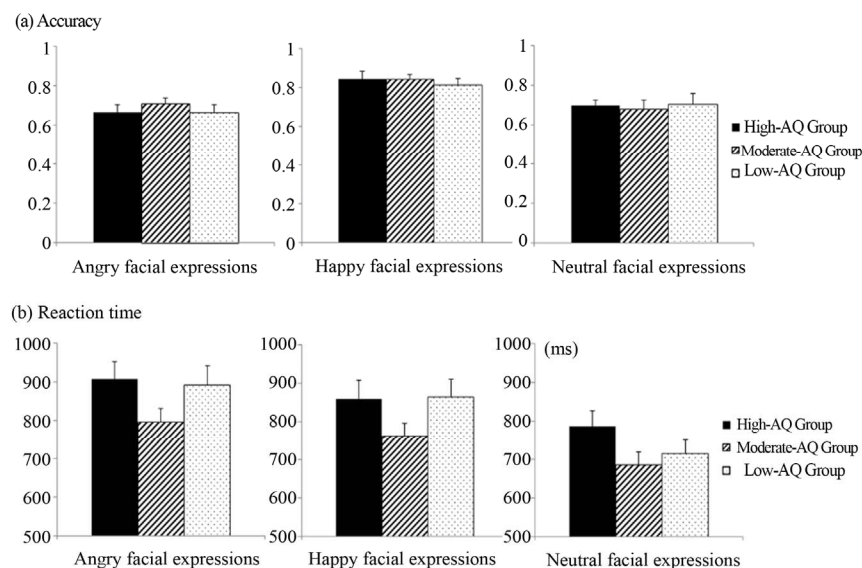 (a) Accuracy
1
0.8
0.6
0.4
0.2
0
Angry facial expressions
1
0.8
0.6
0.4
0.2
0
Happy facial expressions
1
0.8
0.6
0.4
0.2
0
Neutral facial expressions
High-AQ Group
Moderate-AQ Group
Low-AQ Group
(b) Reaction time
1000
900
800
700
600
500
Angry facial expressions
1000
900
800
700
600
500
Happy facial expressions
(ms)
1000
900
800
700
600
500
Neutral facial expressions
High-AQ Group
Moderate-AQ Group
Low-AQ Group